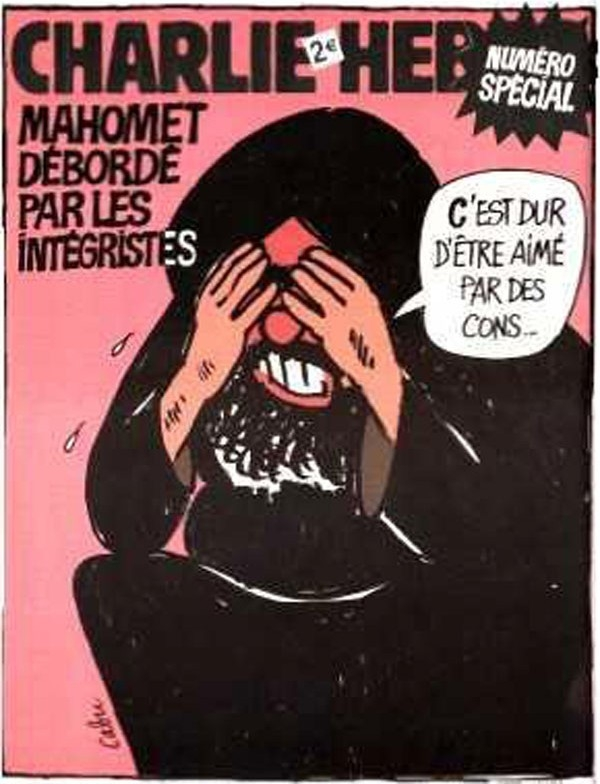 CHARLIE HEB
2€
NUMÉRO
SPÉCIAL
MAHOMET
DÉBORDÉ
PAR LES
INTÉGRISTES
C'EST DUR
D'ÊTRE AIMÉ
PAR DES
CONS...
Cabu